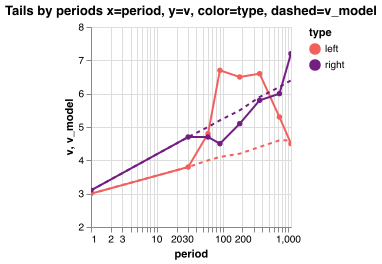 Tails by periods x=period, y=v, color=type, dashed=v_model
type
left
right
8
7
6
5
4
3
2
v, v_model
1 2 3 10 20 30 100 200 1,000
period